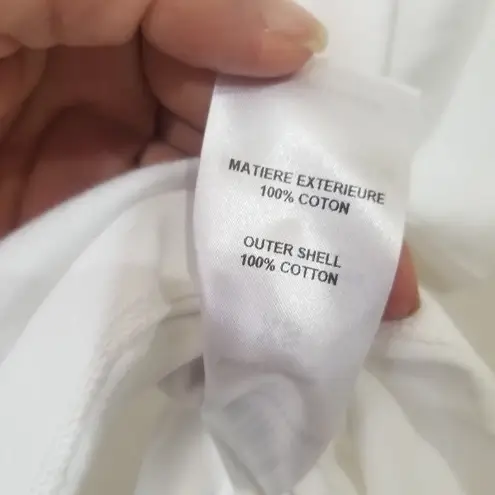 MATIERE EXTERIEURE
100% COTON
OUTER SHELL
100% COTTON